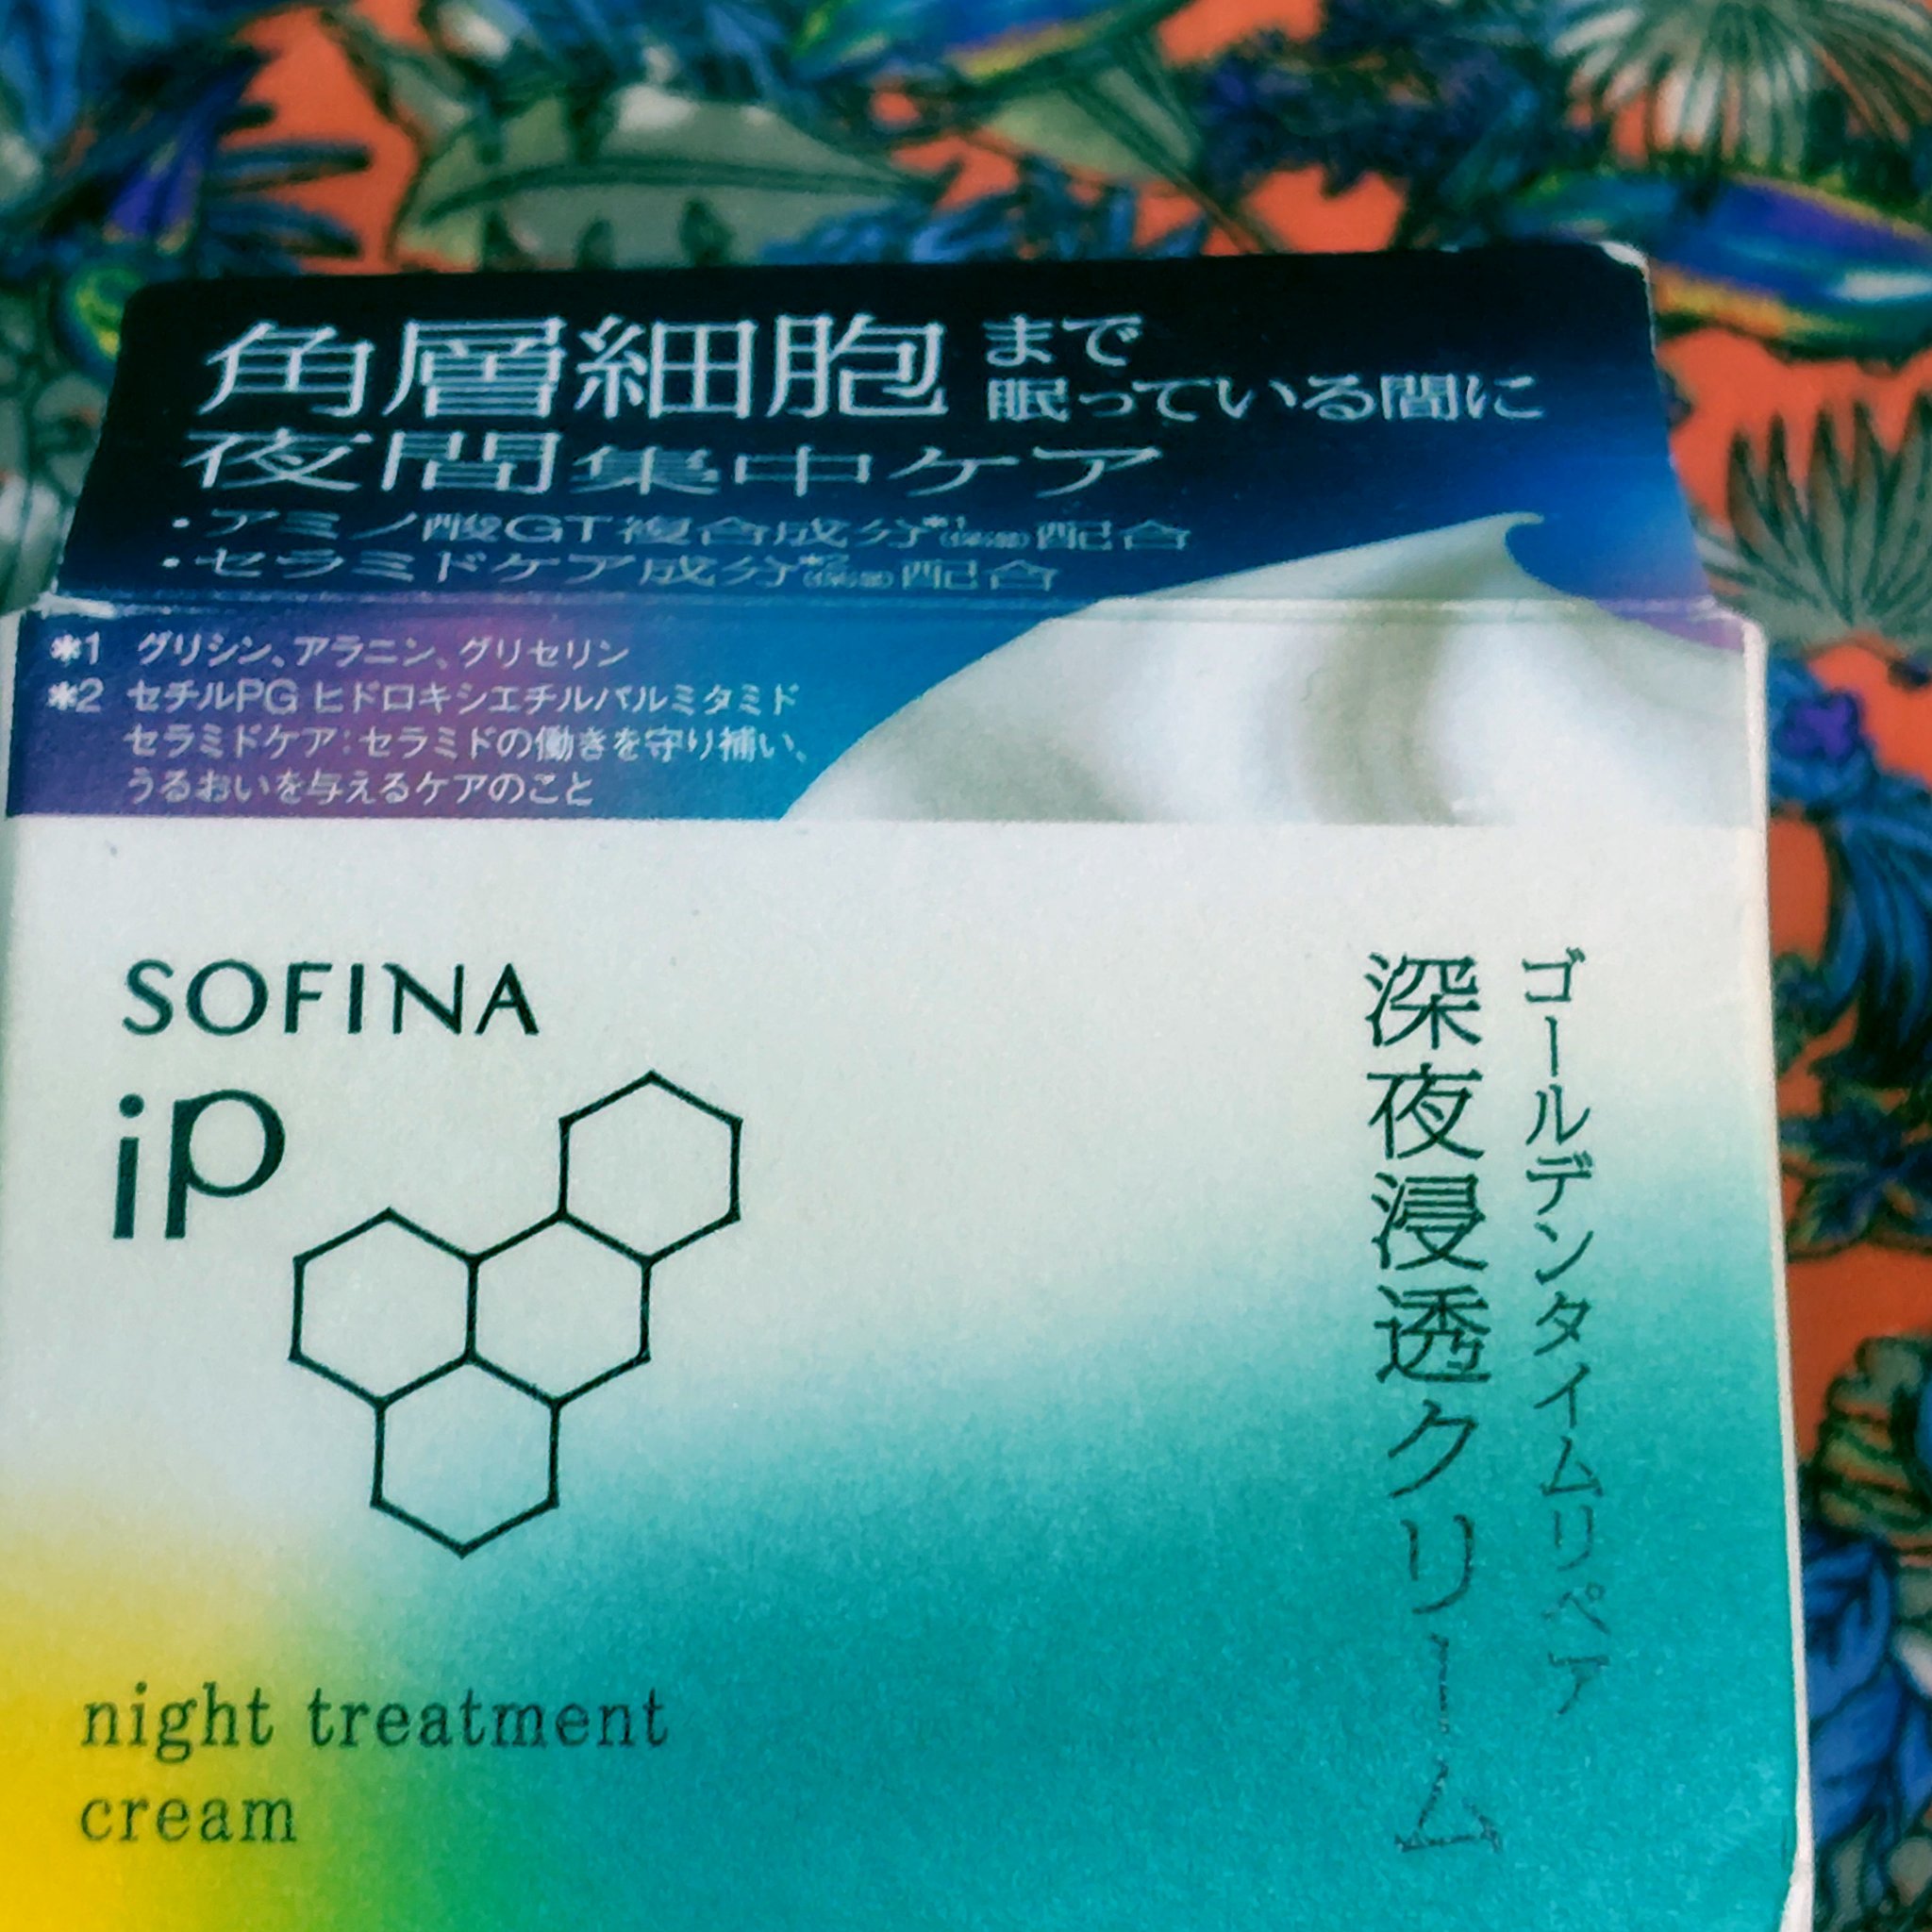 角層細胞まで
眠っている間に
夜間集中ケア
・アミノ酸GT複合成分*1(保湿)配合
・セラミドケア成分*2(保湿)配合
*1 グリシン、アラニン、グリセリン
*2 セチルPG ヒドロキシエチルパルミタミド
セラミドケア:セラミドの働きを守り補い、
うるおいを与えるケアのこと
SOFINA
iP
ゴールデンタイムリペア
深夜浸透クリーム
night treatment
cream